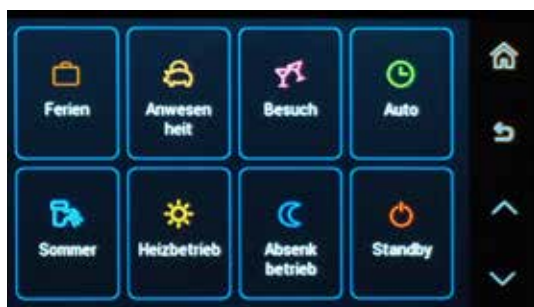 Ferien
Anwesen
heit
Besuch
Auto
Sommer
Heizbetrieb
Absenk
betrieb
Standby